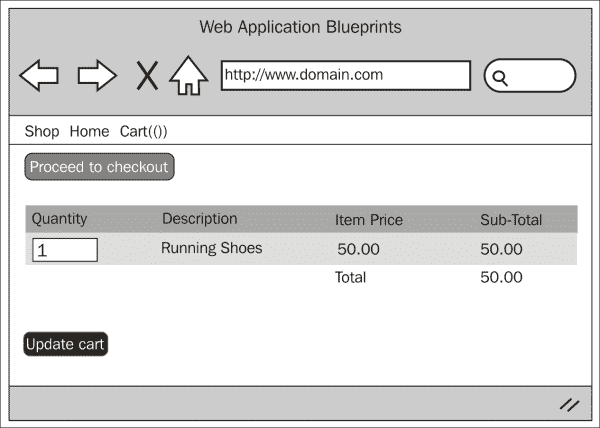 Web Application Blueprints
http://www.domain.com
Shop Home Cart(())
Proceed to checkout
Quantity Description Item Price Sub-Total
1 Running Shoes 50.00 50.00
Total 50.00
Update cart